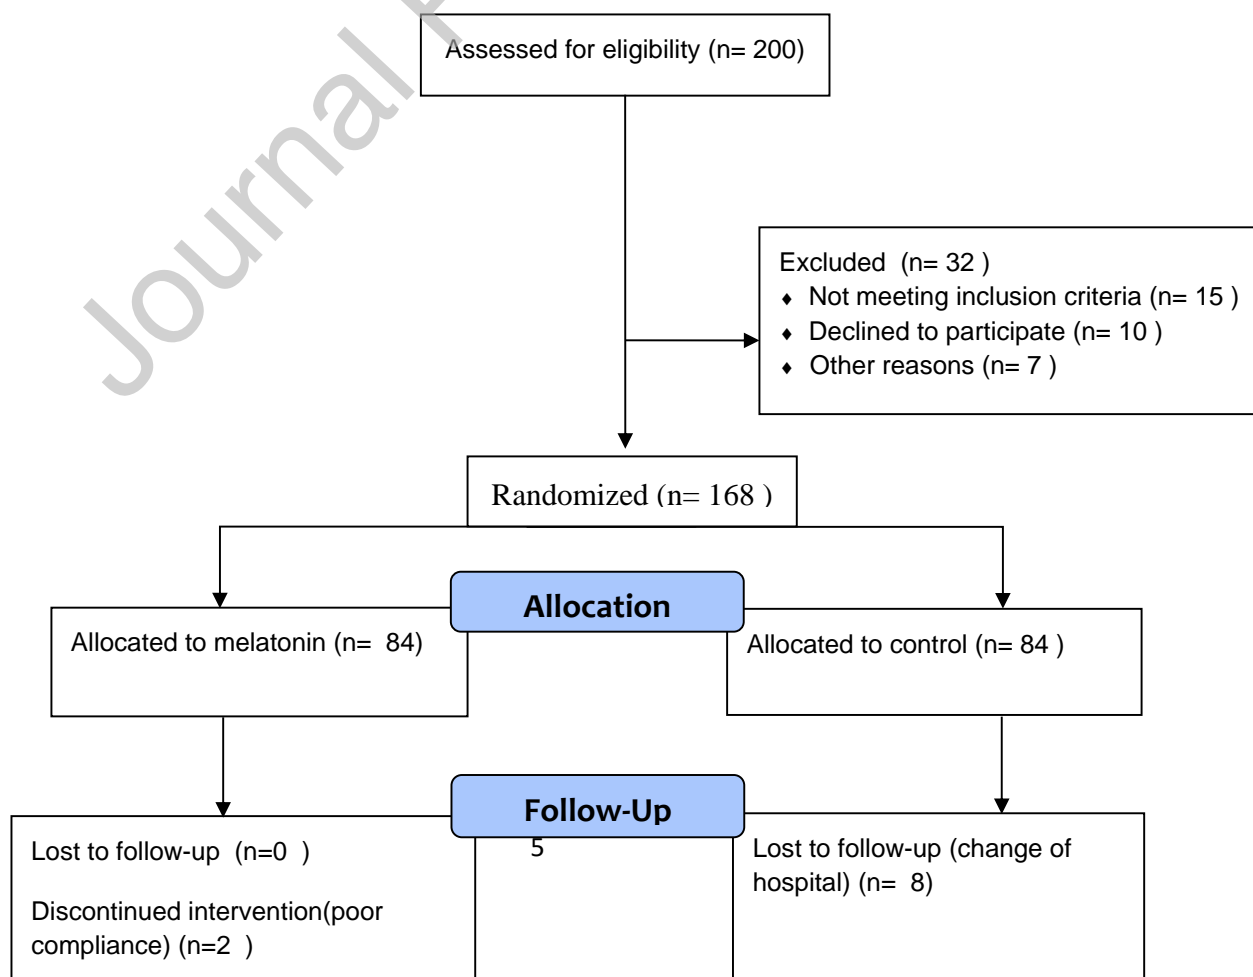 Journal P
Assessed for eligibility (n= 200)
Excluded (n= 32 )
♦ Not meeting inclusion criteria (n= 15 )
♦ Declined to participate (n= 10 )
♦ Other reasons (n= 7 )
Randomized (n= 168 )
Allocation
Allocated to melatonin (n= 84)
Allocated to control (n= 84 )
Follow-Up
5
Lost to follow-up (n=0 )
Discontinued intervention(poor
compliance) (n=2 )
Lost to follow-up (change of
hospital) (n= 8)